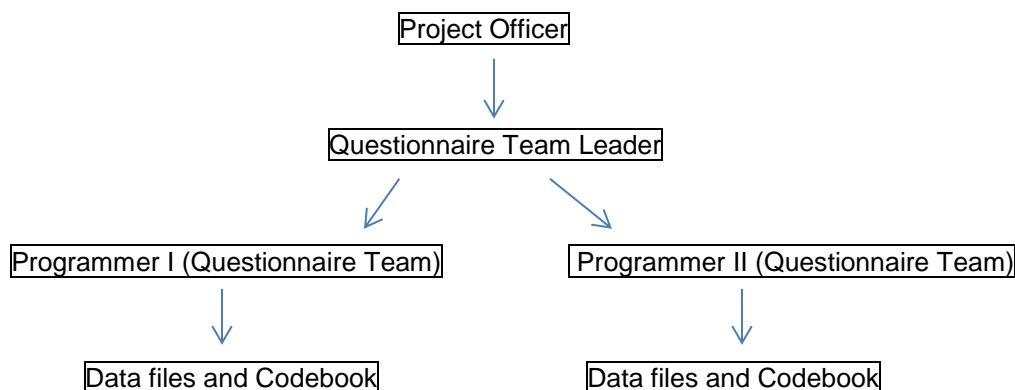 Project Officer
Questionnaire Team Leader
Programmer I (Questionnaire Team)
Programmer II (Questionnaire Team)
Data files and Codebook
Data files and Codebook